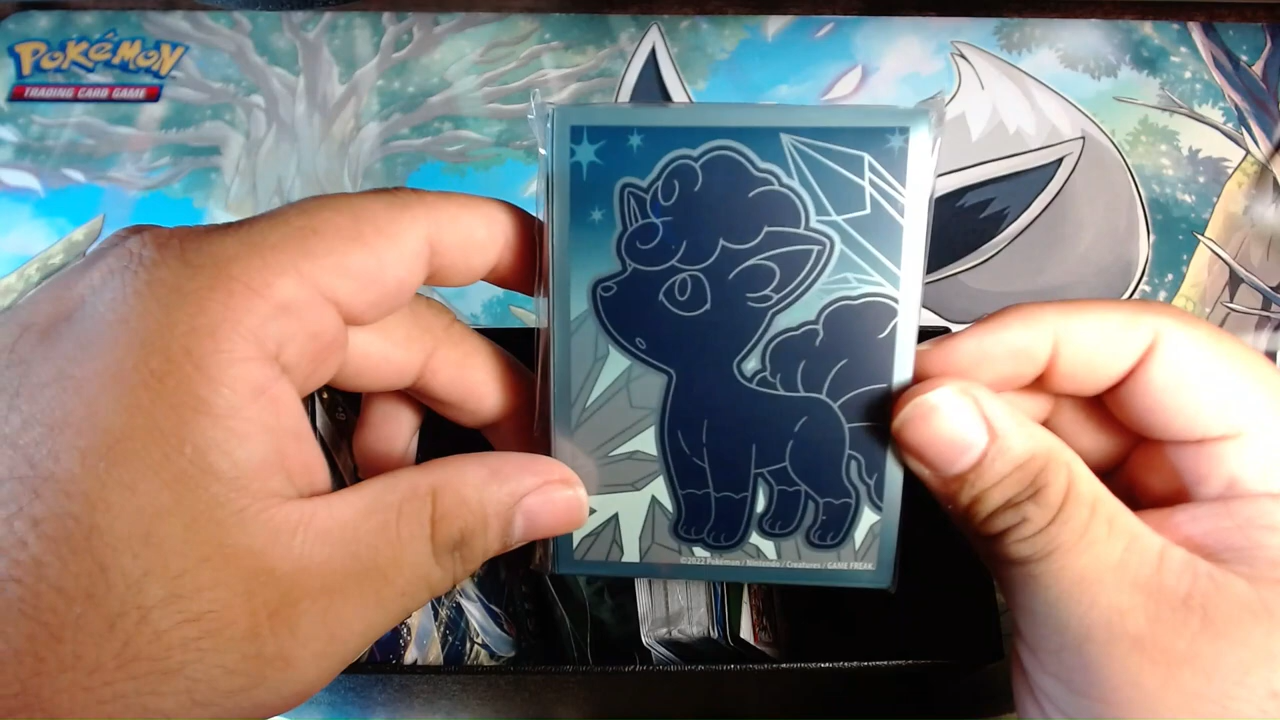 POKÉMON
TRADING CARD GAME
©2022 Pokémon / Nintendo / Creatures / GAME FREAK.